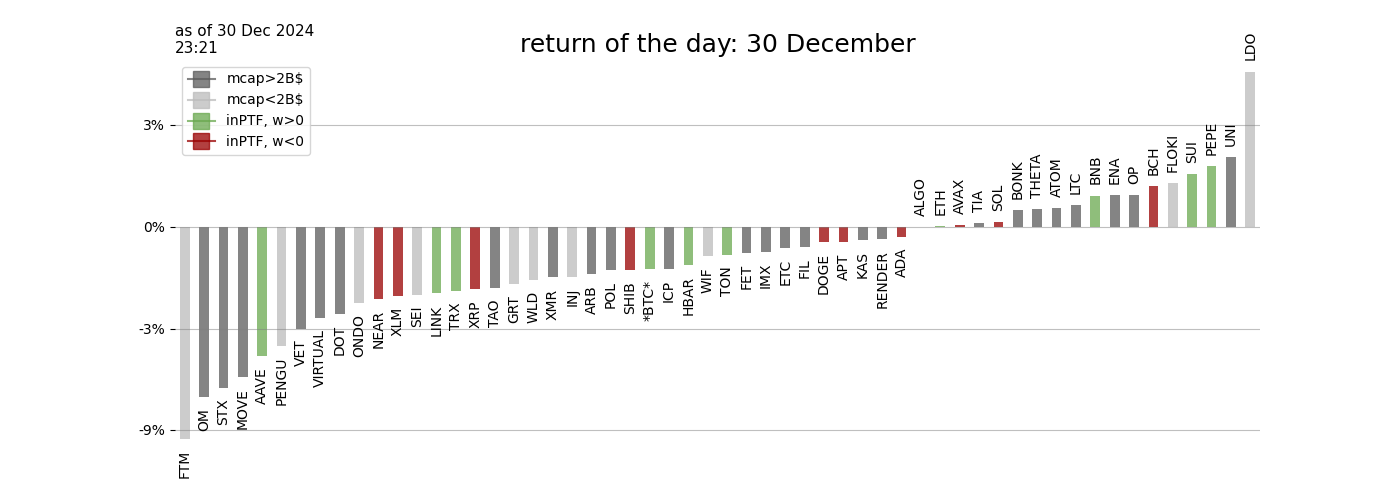 as of 30 Dec 2024
23:21
return of the day: 30 December
mcap>2B$
mcap<2B$
inPTF, w>0
inPTF, w<0
3%
0%
-3%
-9%
FTM
OM
STX
MOVE
AAVE
PENGU
VET
VIRTUAL
DOT
ONDO
NEAR
XLM
SEI
LINK
TRX
XRP
TAO
GRT
WLD
XMR
INJ
ARB
POL
SHIB
*BTC*
ICP
HBAR
WIF
TON
FET
IMX
ETC
FIL
DOGE
APT
KAS
RENDER
ADA
ALGO
ETH
AVAX
TIA
SOL
BONK
THETA
ATOM
LTC
BNB
ENA
OP
BCH
FLOKI
SUI
PEPE
UNI
LDO